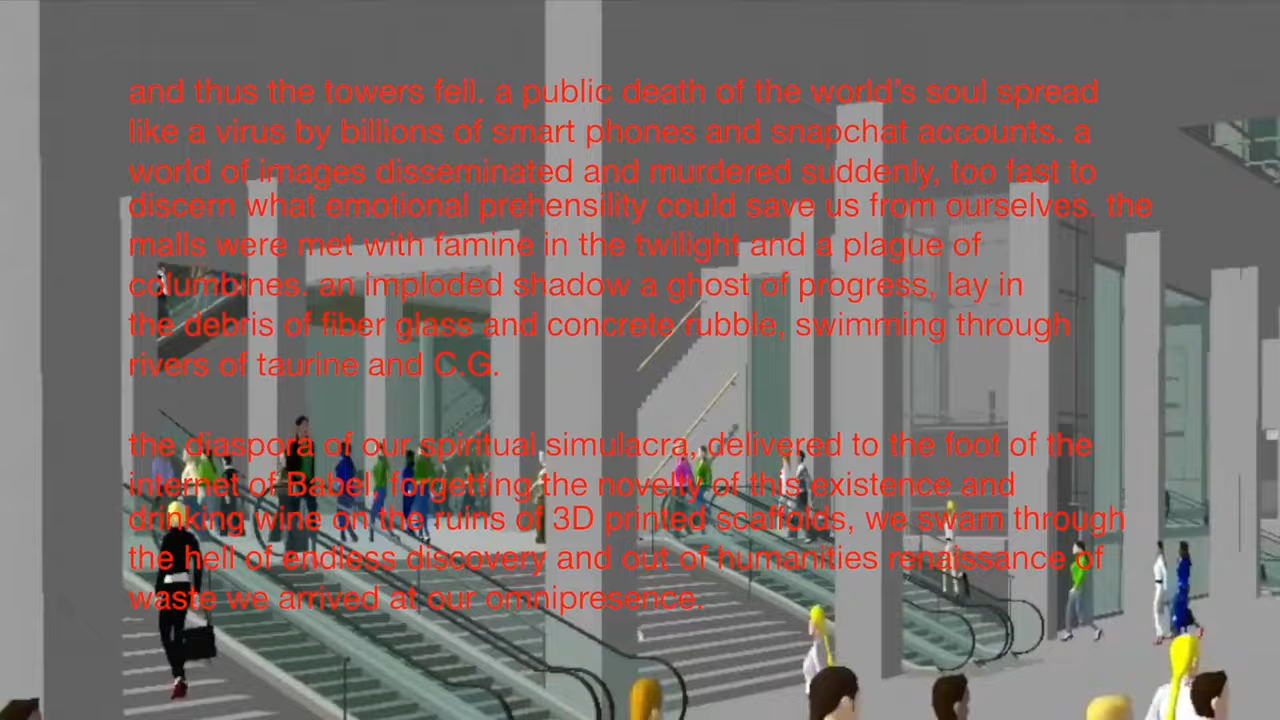 and thus the towers fell. a public death of the world's soul spread
like a virus by billions of smart phones and snapchat accounts. a
world of images disseminated and murdered suddenly, too fast to
discern what emotional prehensility could save us from ourselves. the
malls were met with famine in the twilight and a plague of
columbines. an imploded shadow a ghost of progress, lay in
the debris of fiber glass and concrete rubble, swimming through
rivers of taurine and C.G.
the diaspora of our spiritual simulacra, delivered to the foot of the
internet of Babel, forgetting the novelty of this existence and
drinking wine on the ruins of 3D printed scaffolds, we swam through
the hell of endless discovery and out of humanities renaissance of
waste we arrived at our omnipresence.